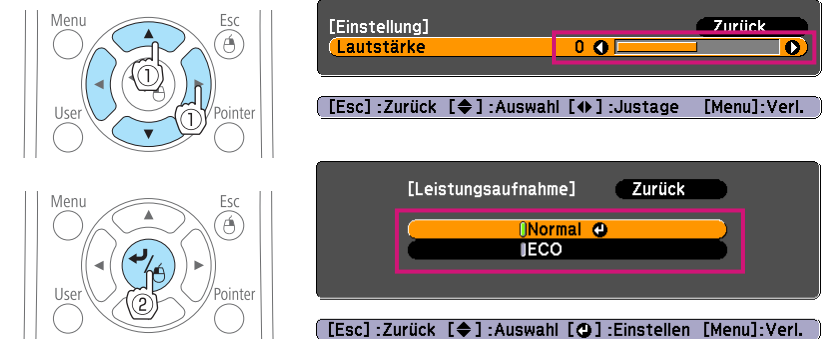 Menu
Esc
①
①
User
Pointer
[Einstellung]
Zurück
Lautstärke 0
[Esc] :Zurück [ ] :Auswahl [ ] :Justage [Menu]:Verl.
Menu
Esc
②
User
Pointer
[Leistungsaufnahme] Zurück
Normal
ECO
[Esc] :Zurück [ ] :Auswahl [ ] :Einstellen [Menu]:Verl.